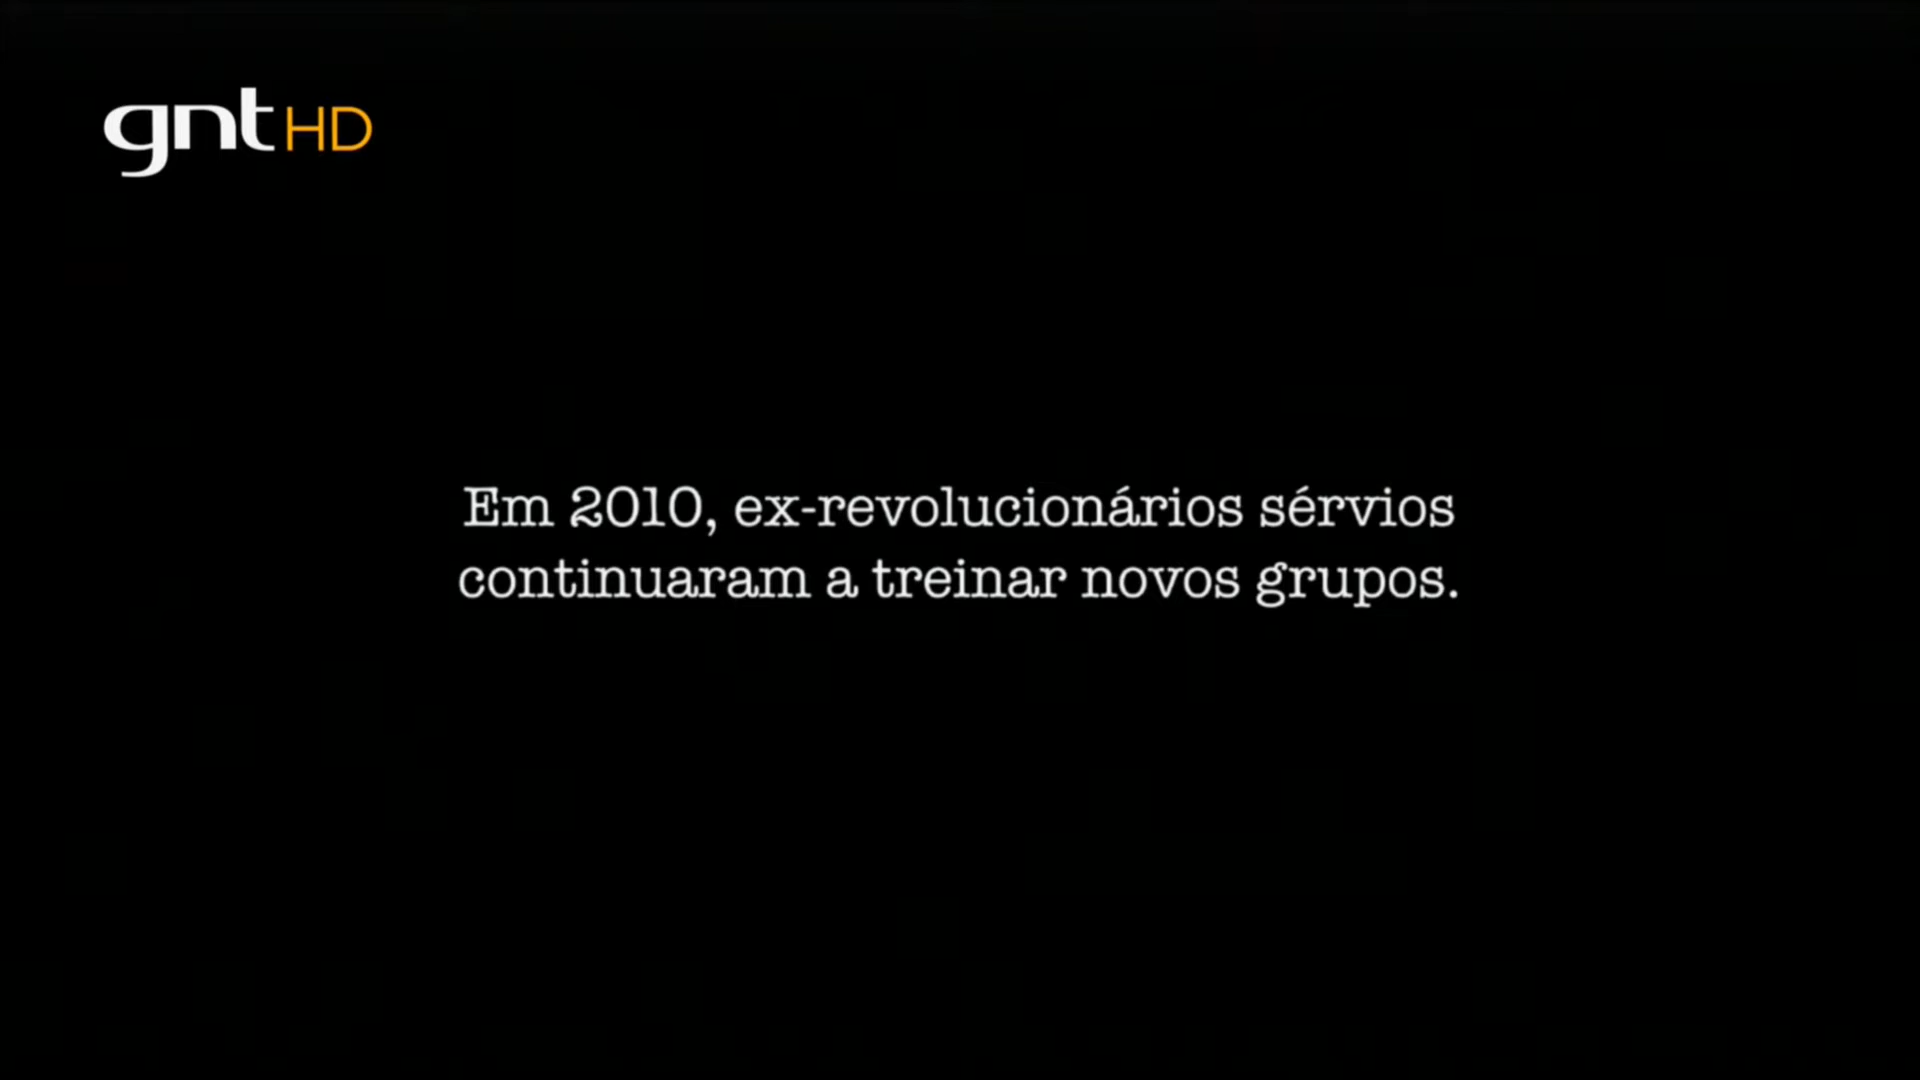 gnt HD
Em 2010, ex-revolucionários sérvios
continuaram a treinar novos grupos.